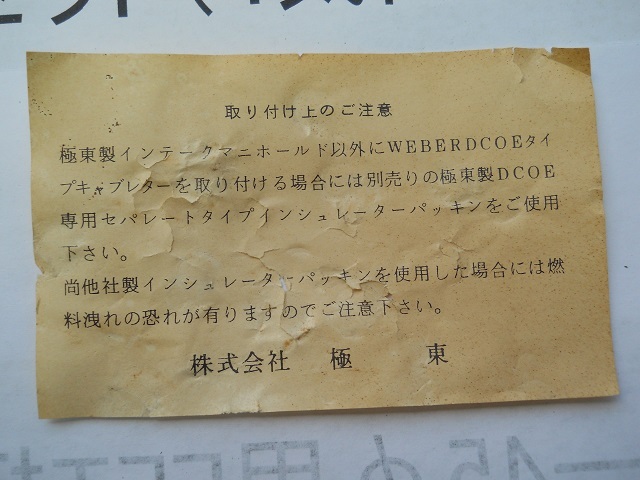 取り付け上のご注意
極東製インテークマニホールド以外にWEBERDCOEタイ
プキャブレターを取り付ける場合には別売りの極東製DCOE
専用セパレートタイプインシュレーターパッキンをご使用
下さい。
尚他社製インシュレーターパッキンを使用した場合には燃
料洩れの恐れが有りますのでご注意下さい。
株式会社 極 東